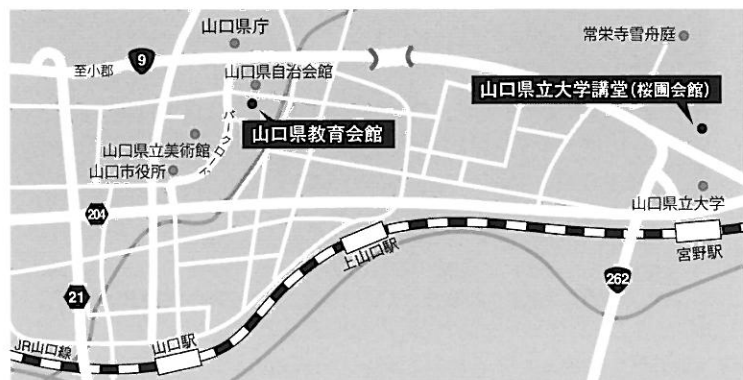 山口県庁
常栄寺雪舟庭
9
至小郡
山口県自治会館
山口県立大学講堂(桜圃会館)
山口県教育会館
パークロード
山口県立美術館
山口市役所
山口県立大学
204
上山口駅
宮野駅
262
21
山口駅
JR山口線